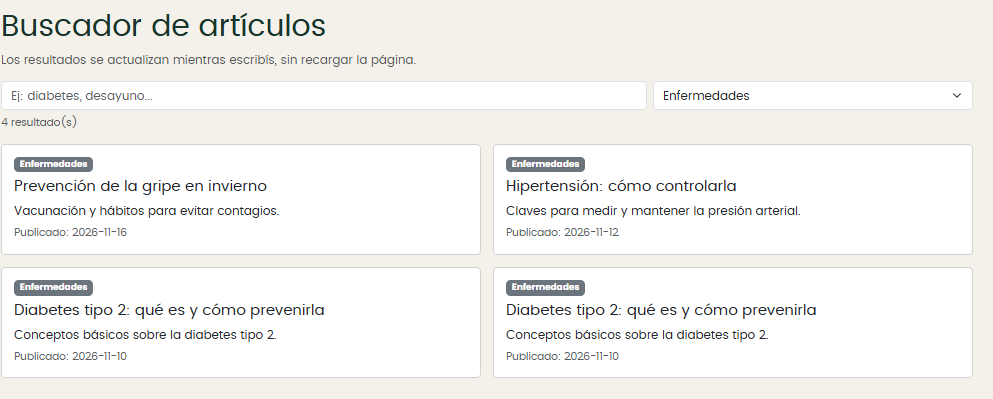 Buscador de artículos
Los resultados se actualizan mientras escribís, sin recargar la página.
Ej: diabetes, desayuno...
Enfermedades
4 resultado(s)
Enfermedades
Prevención de la gripe en invierno
Vacunación y hábitos para evitar contagios.
Publicado: 2026-11-16
Enfermedades
Hipertensión: cómo controlarla
Claves para medir y mantener la presión arterial.
Publicado: 2026-11-12
Enfermedades
Diabetes tipo 2: qué es y cómo prevenirla
Conceptos básicos sobre la diabetes tipo 2.
Publicado: 2026-11-10
Enfermedades
Diabetes tipo 2: qué es y cómo prevenirla
Conceptos básicos sobre la diabetes tipo 2.
Publicado: 2026-11-10